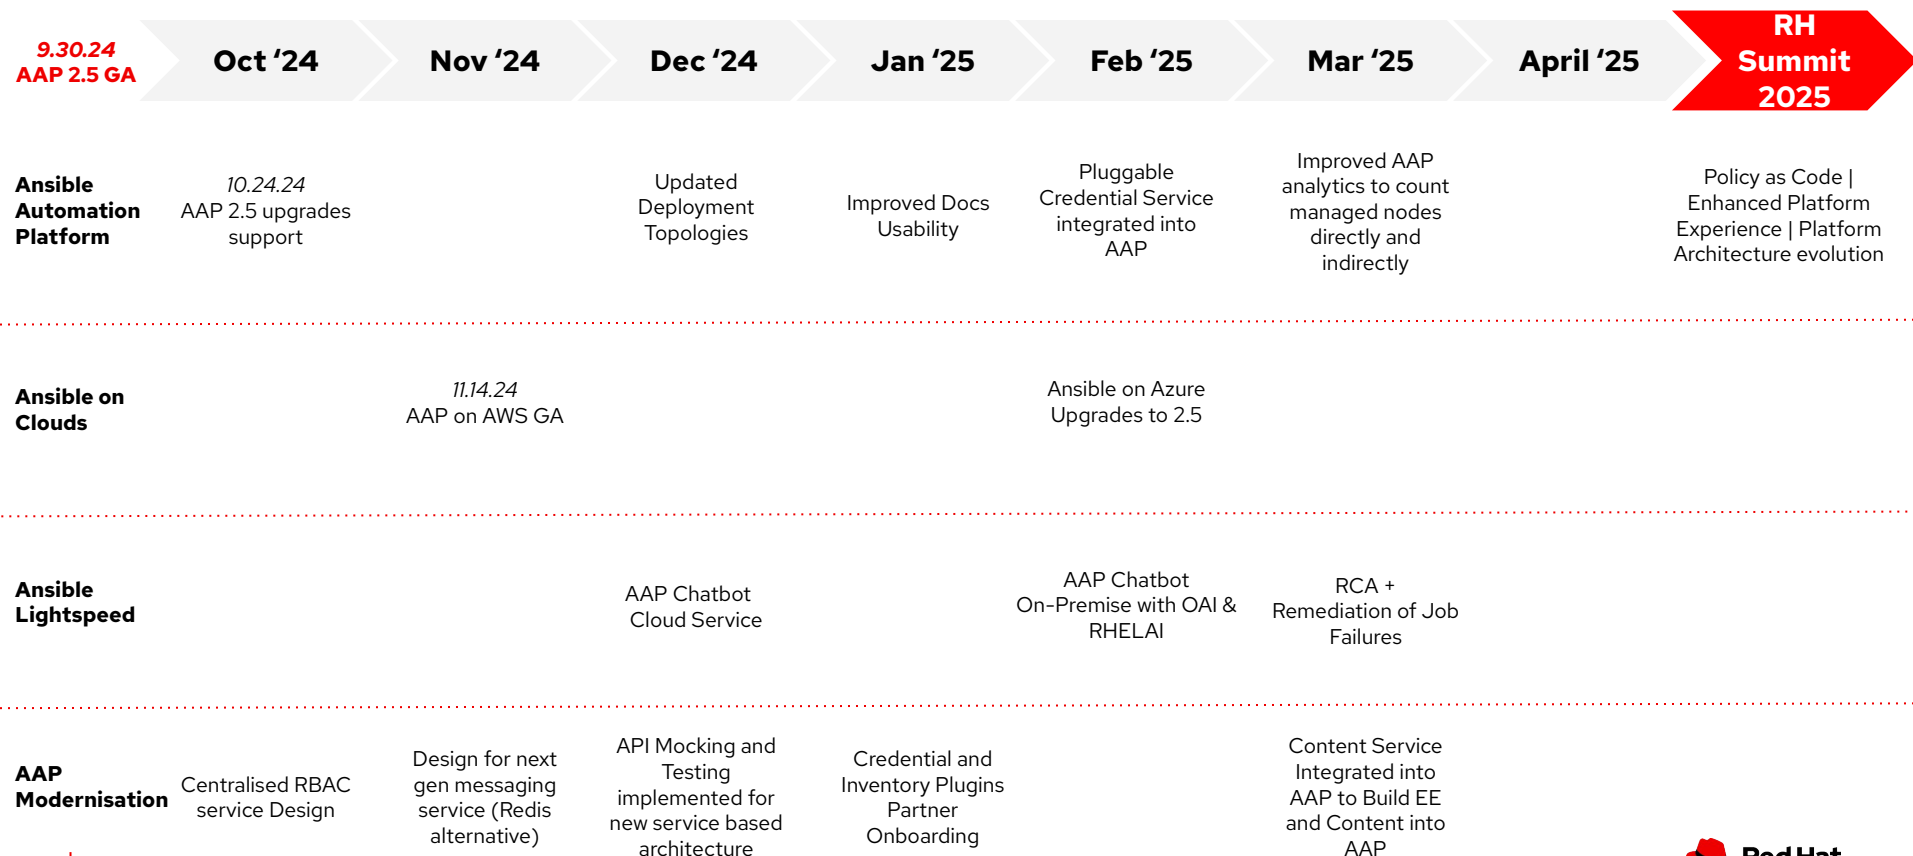 9.30.24
AAP 2.5 GA
Oct ‘24
Nov ‘24
Dec ‘24
Jan ‘25
Feb ‘25
Mar ‘25
April ‘25
RH
Summit
2025
Ansible
Automation
Platform
10.24.24
AAP 2.5 upgrades
support
Updated
Deployment
Topologies
Improved Docs
Usability
Pluggable
Credential Service
integrated into
AAP
Improved AAP
analytics to count
managed nodes
directly and
indirectly
Policy as Code |
Enhanced Platform
Experience | Platform
Architecture evolution
Ansible on
Clouds
11.14.24
AAP on AWS GA
Ansible on Azure
Upgrades to 2.5
Ansible
Lightspeed
AAP Chatbot
Cloud Service
AAP Chatbot
On-Premise with OAI &
RHELAI
RCA +
Remediation of Job
Failures
AAP
Modernisation
Centralised RBAC
service Design
Design for next
gen messaging
service (Redis
alternative)
API Mocking and
Testing
implemented for
new service based
architecture
Credential and
Inventory Plugins
Partner
Onboarding
Content Service
Integrated into
AAP to Build EE
and Content into
AAP
Red Hat